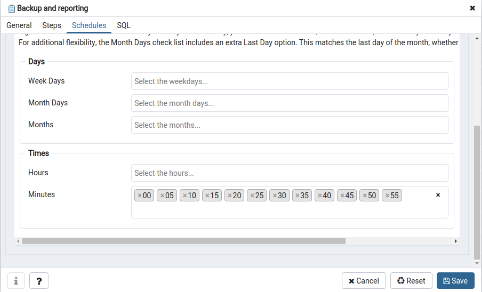 Backup and reporting
General Steps Schedules SQL
For additional flexibility, the Month Days check list includes an extra Last Day option. This matches the last day of the month, whether
Days
Week Days Select the weekdays...
Month Days Select the month days...
Months Select the months...
Times
Hours Select the hours...
Minutes ×00 ×05 ×10 ×15 ×20 ×25 ×30 ×35 ×40 ×45 ×50 ×55 ×
i ? Cancel Reset Save